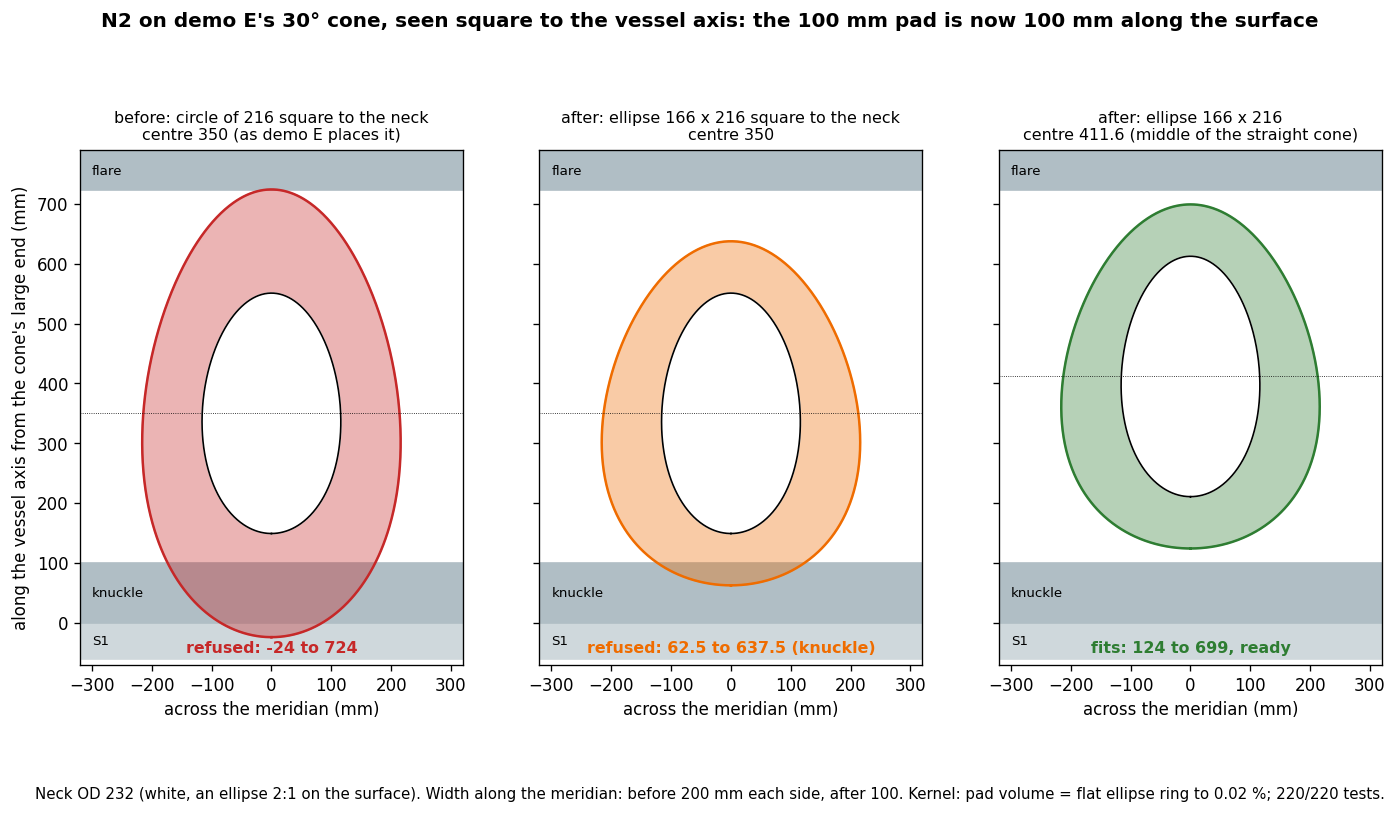 N2 on demo E's 30° cone, seen square to the vessel axis: the 100 mm pad is now 100 mm along the surface
before: circle of 216 square to the neck
centre 350 (as demo E places it)
after: ellipse 166 x 216 square to the neck
centre 350
after: ellipse 166 x 216
centre 411.6 (middle of the straight cone)
along the vessel axis from the cone's large end (mm)
700
600
500
400
300
200
100
0
flare
knuckle
S1
refused: -24 to 724
−300
−200
−100
0
100
200
300
across the meridian (mm)
flare
knuckle
S1
refused: 62.5 to 637.5 (knuckle)
−300
−200
−100
0
100
200
300
across the meridian (mm)
flare
knuckle
S1
fits: 124 to 699, ready
−300
−200
−100
0
100
200
300
across the meridian (mm)
Neck OD 232 (white, an ellipse 2:1 on the surface). Width along the meridian: before 200 mm each side, after 100. Kernel: pad volume = flat ellipse ring to 0.02 %; 220/220 tests.